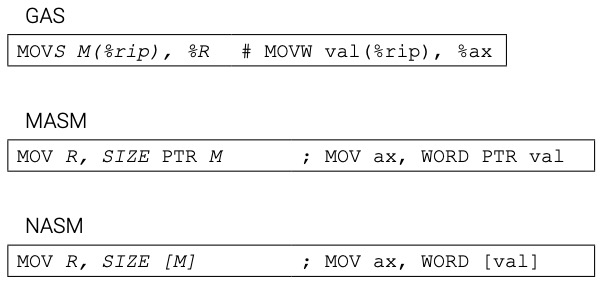 GAS
MOVS M(%rip), %R # MOVW val(%rip), %ax
MASM
MOV R, SIZE PTR M ; MOV ax, WORD PTR val
NASM
MOV R, SIZE [M] ; MOV ax, WORD [val]